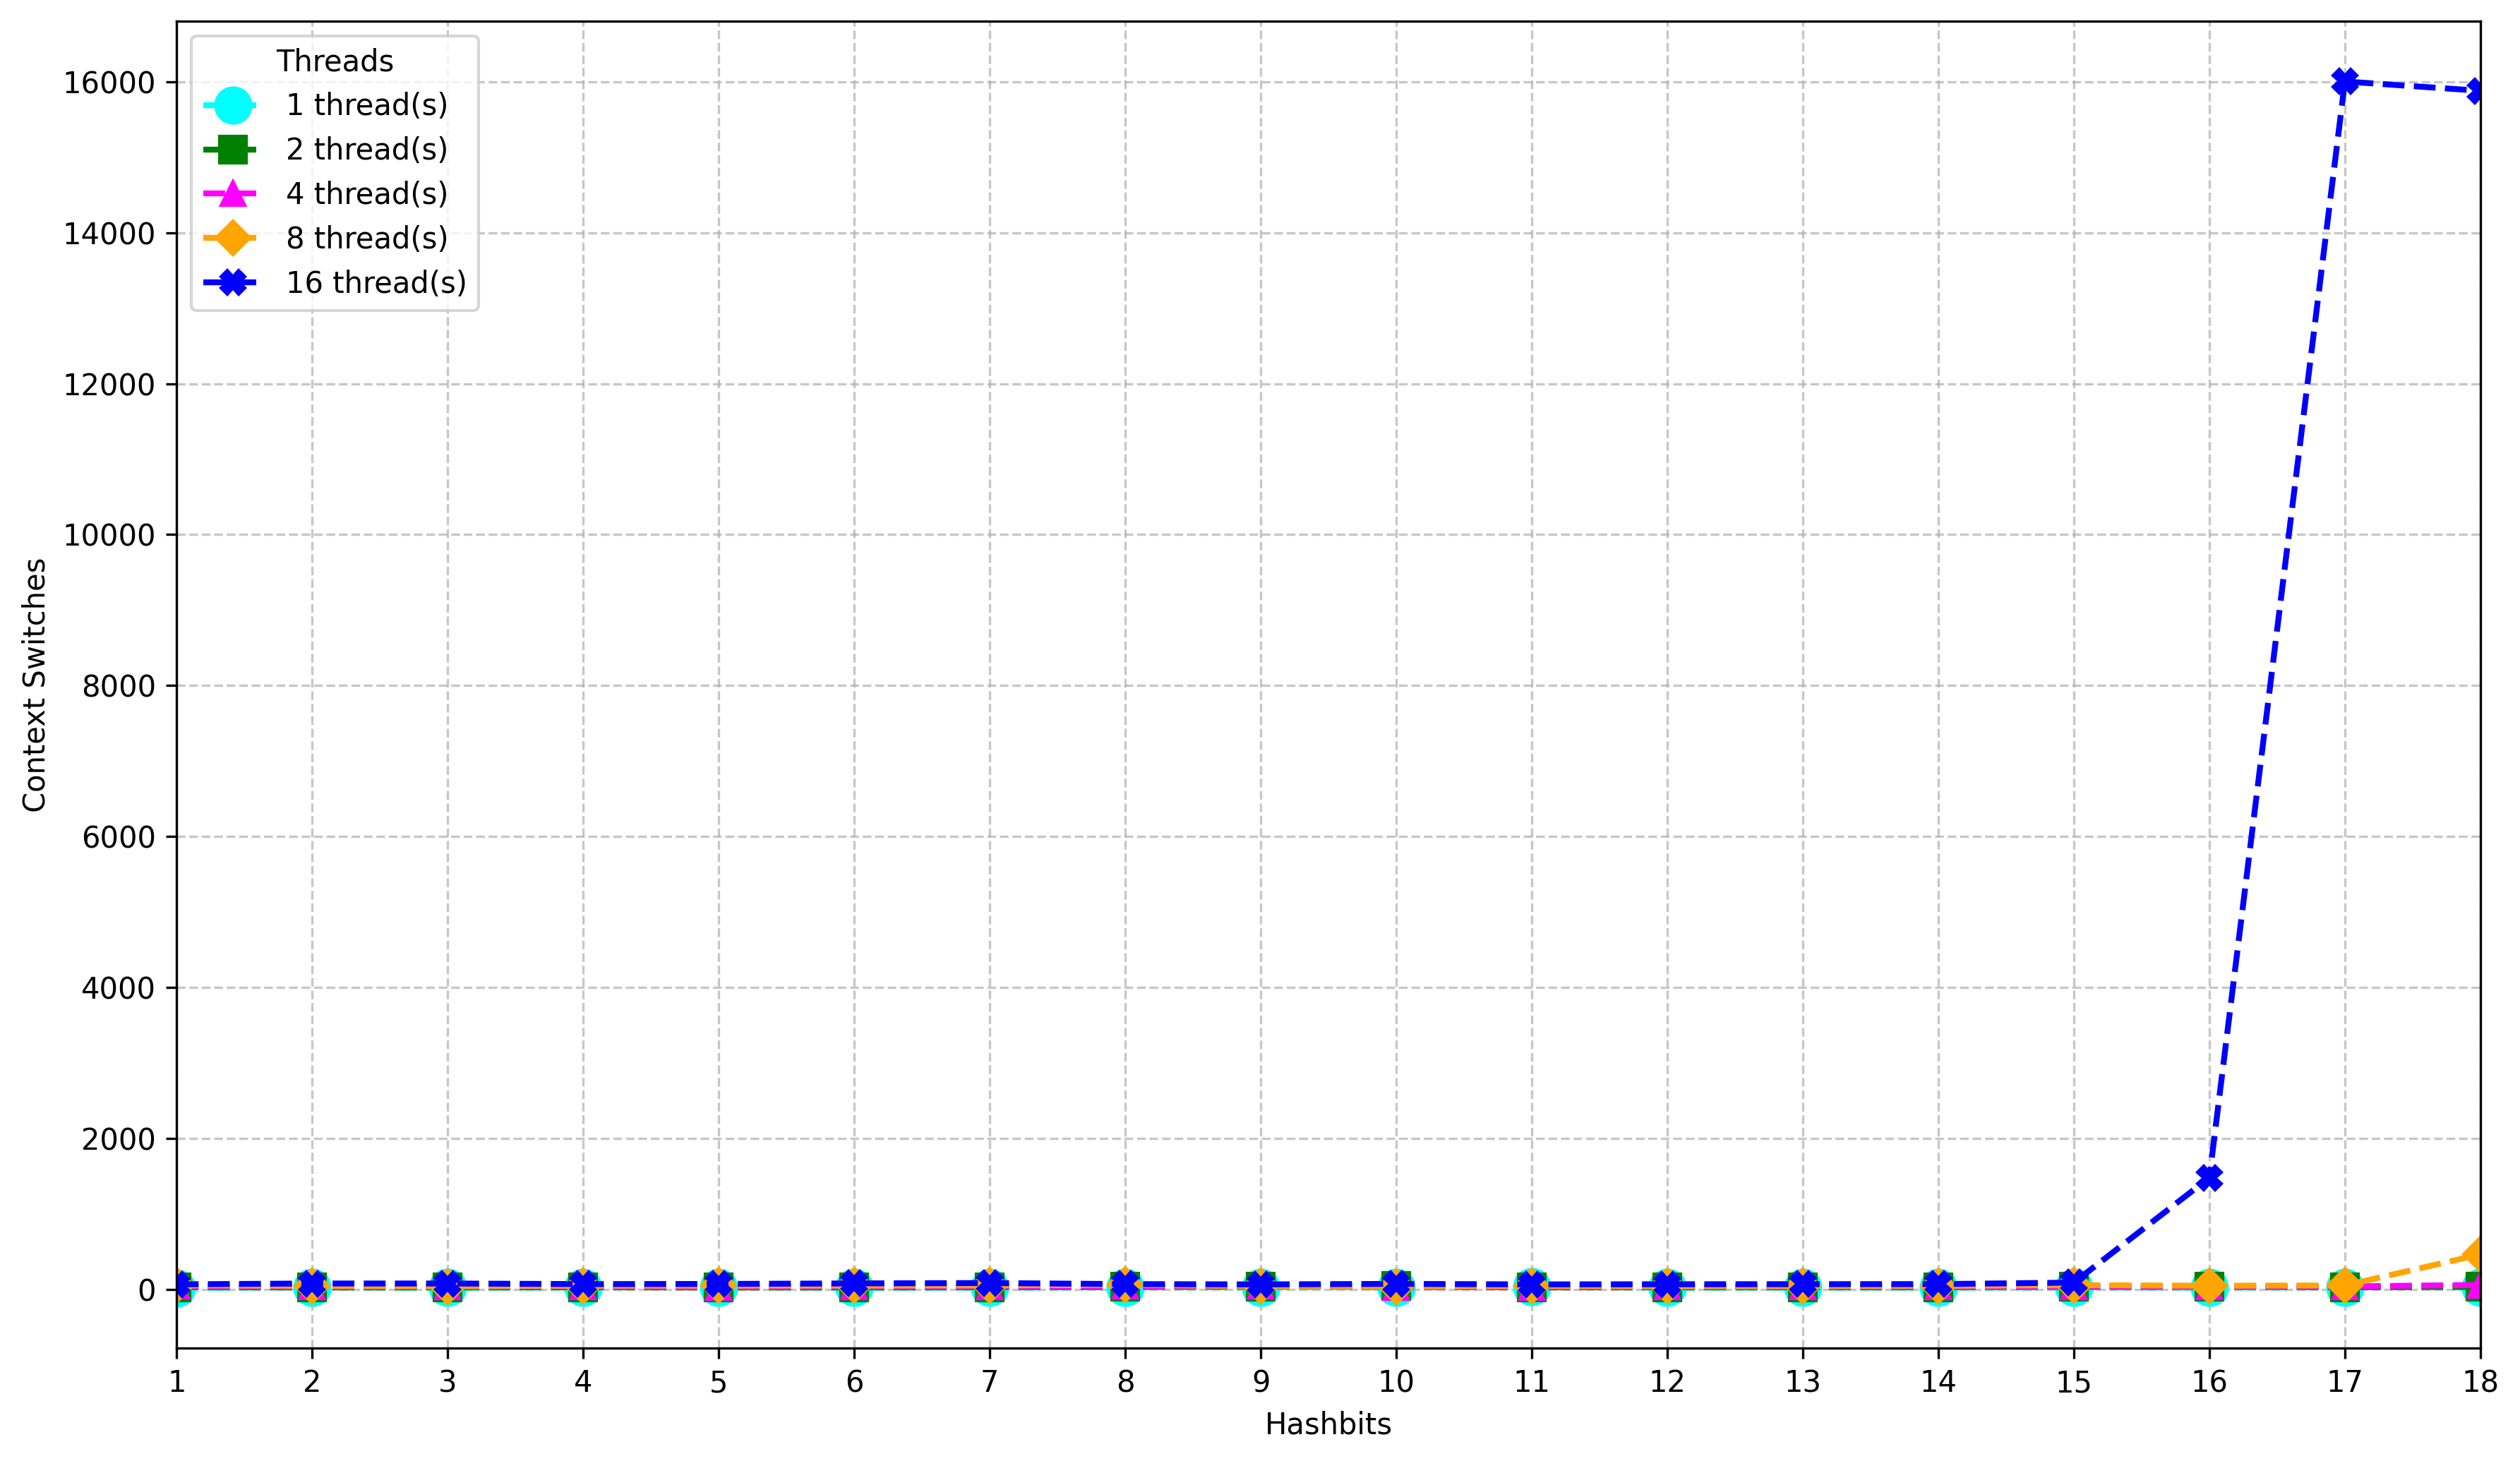 Threads
1 thread(s)
2 thread(s)
4 thread(s)
8 thread(s)
16 thread(s)
Context Switches
16000
14000
12000
10000
8000
6000
4000
2000
0
1 2 3 4 5 6 7 8 9 10 11 12 13 14 15 16 17 18
Hashbits